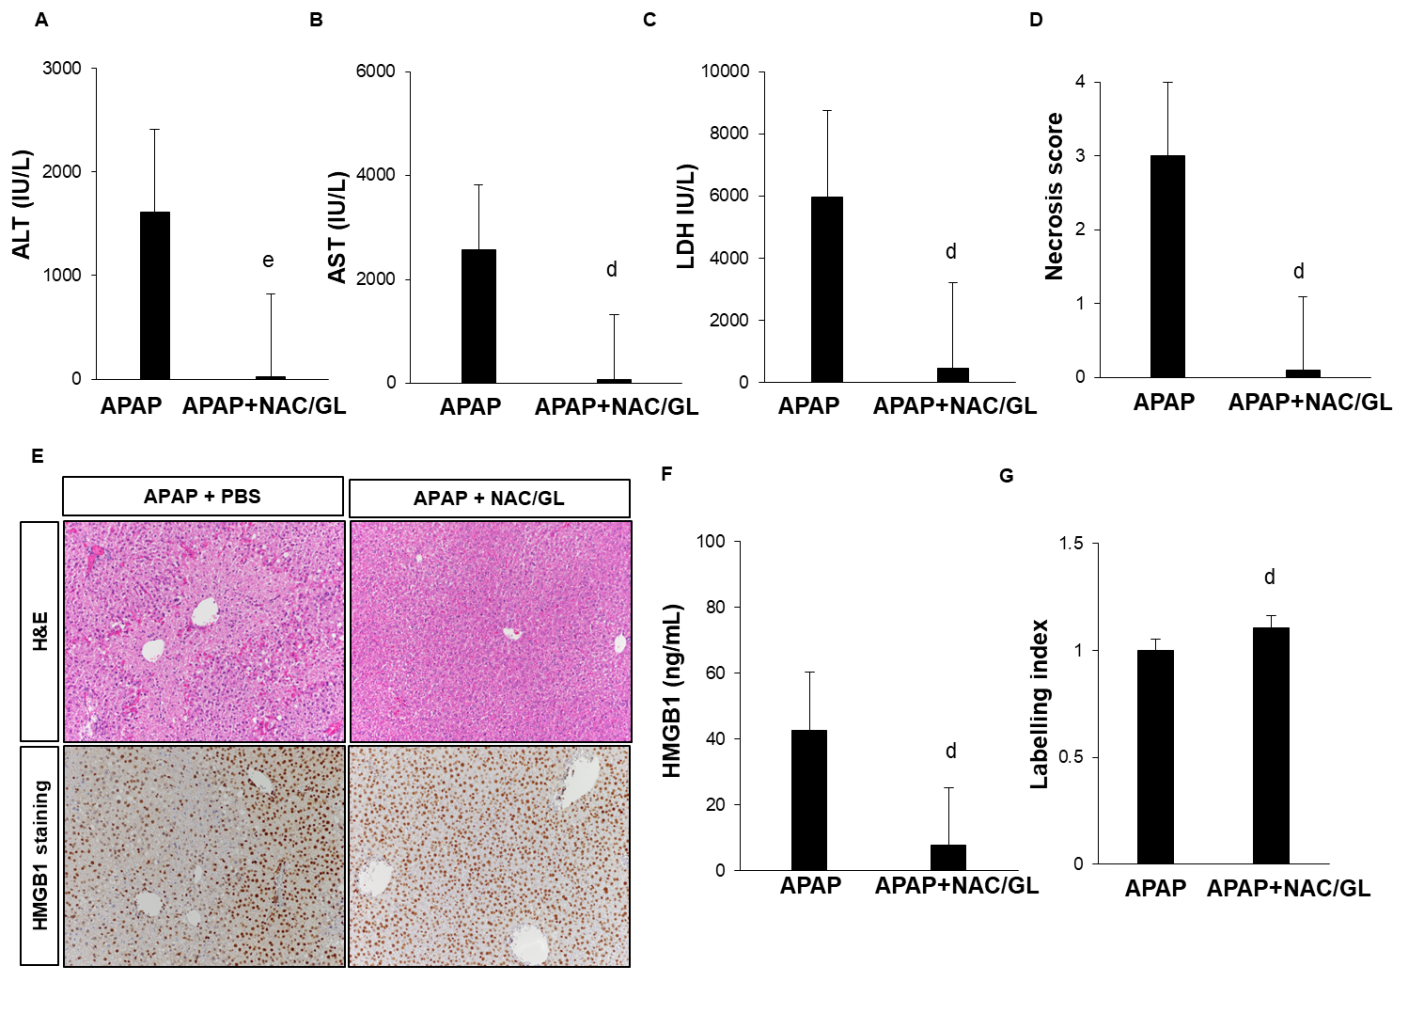 A
B
C
D
3000
2000
1000
0
ALT (IU/L)
e
APAP
APAP+NAC/GL
6000
4000
2000
0
AST (IU/L)
d
APAP
APAP+NAC/GL
10000
8000
6000
4000
2000
0
LDH IU/L)
d
APAP
APAP+NAC/GL
4
3
2
1
0
Necrosis score
d
APAP
APAP+NAC/GL
E
APAP + PBS
APAP + NAC/GL
H&E
HMGB1 staining
F
100
80
60
40
20
0
HMGB1 (ng/mL)
d
APAP
APAP+NAC/GL
G
1.5
1
0.5
0
Labelling index
d
APAP
APAP+NAC/GL